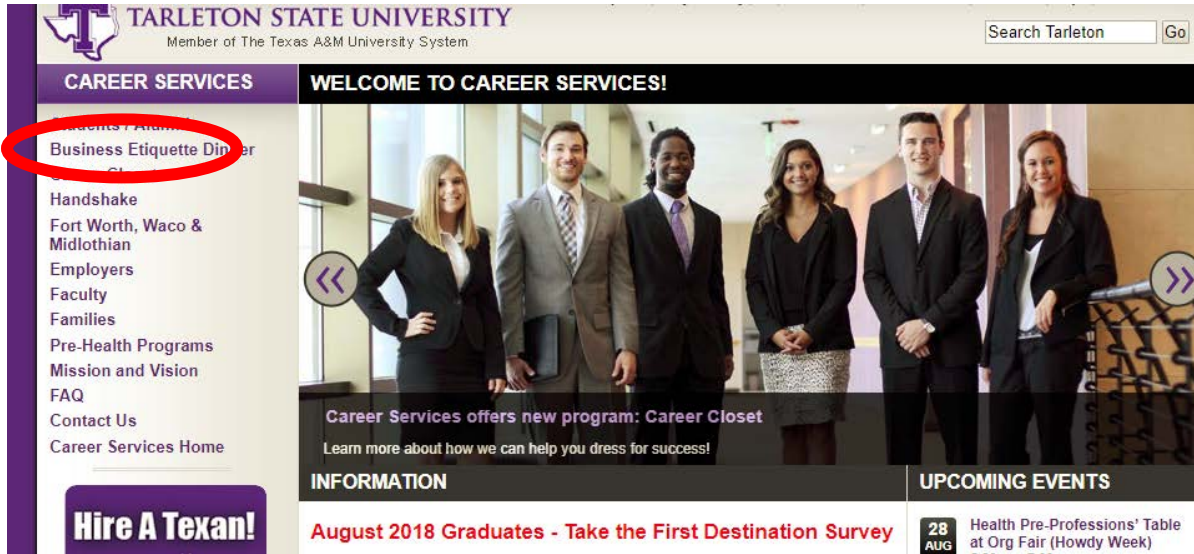 TARLETON STATE UNIVERSITY
Member of The Texas A&M University System
Search Tarleton
Go
CAREER SERVICES
Students / Alumni
Business Etiquette Dinner
Handshake
Fort Worth, Waco &
Midlothian
Employers
Faculty
Families
Pre-Health Programs
Mission and Vision
FAQ
Contact Us
Career Services Home
Hire A Texan!
WELCOME TO CAREER SERVICES!
Career Services offers new program: Career Closet
Learn more about how we can help you dress for success!
INFORMATION
August 2018 Graduates - Take the First Destination Survey
UPCOMING EVENTS
28
AUG
Health Pre-Professions' Table
at Org Fair (Howdy Week)